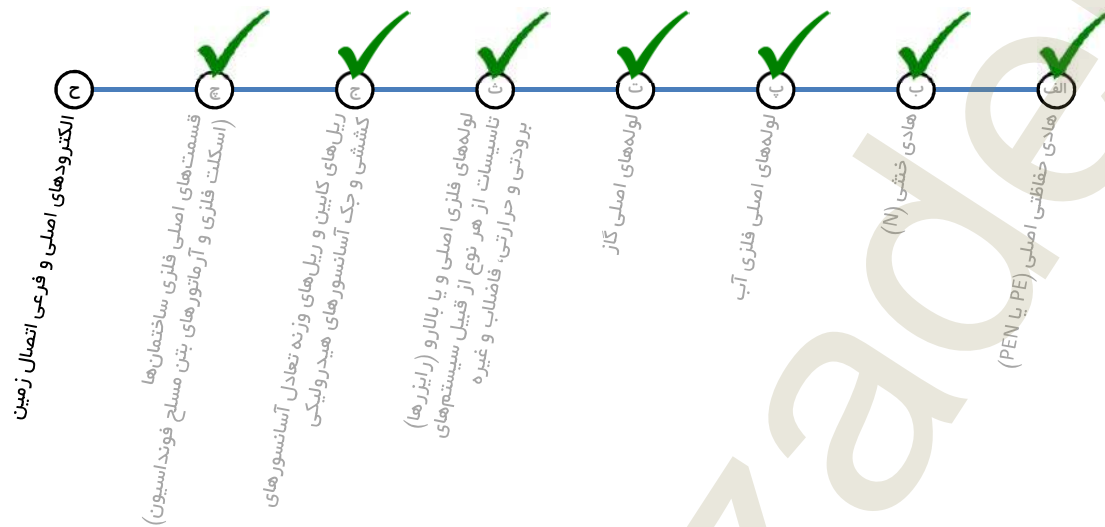 الف
هادی حفاظتی اصلی (PE یا PEN)
ب
هادی خنثی (N)
پ
لوله‌های اصلی فلزی آب
ت
لوله‌های اصلی گاز
ث
لوله‌های فلزی اصلی و یا بالارو (رایزرها)
تاسیسات از هر نوع از قبیل سیستم‌های
برودتی و حرارتی، فاضلاب و غیره
ج
ریل‌های کابین و ریل‌های وزنه تعادل آسانسورهای
کششی و جک آسانسورهای هیدرولیکی
چ
قسمت‌های اصلی فلزی ساختمان‌ها
(اسکلت فلزی و آرماتورهای بتن مسلح فونداسیون)
ح
الکترودهای اصلی و فرعی اتصال زمین
zade